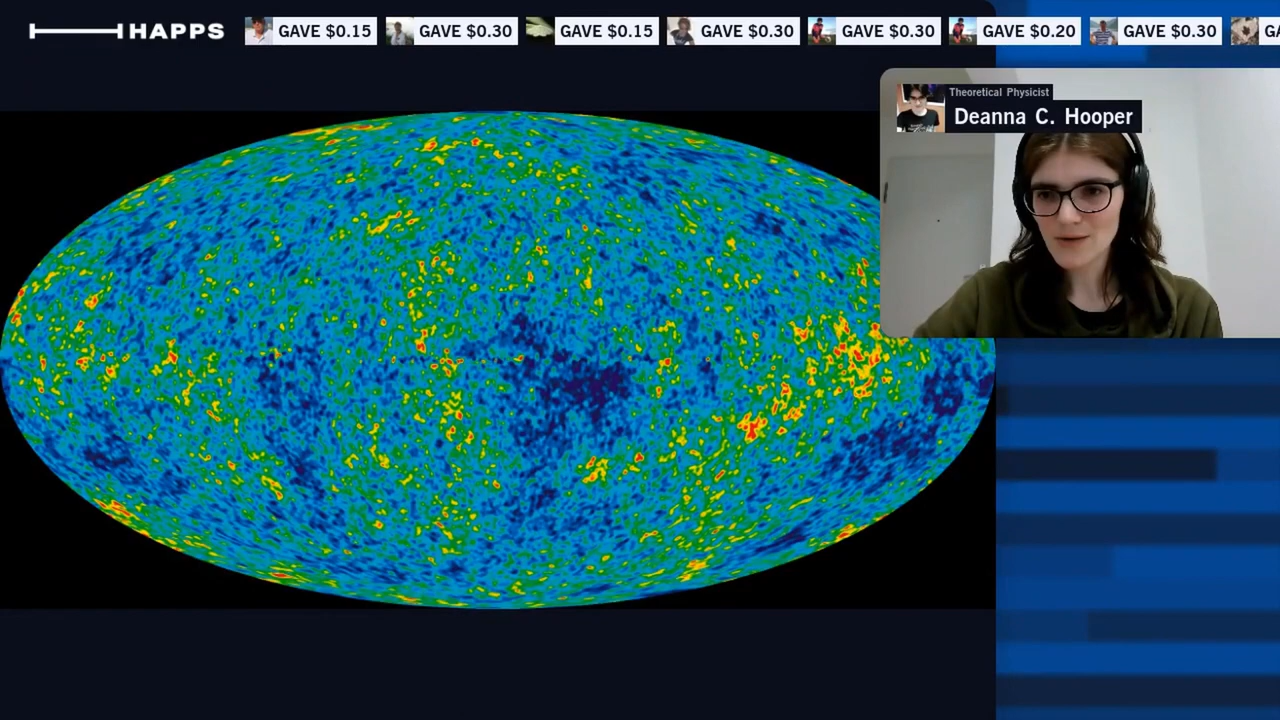 HAPPS
GAVE $0.15
GAVE $0.30
GAVE $0.15
GAVE $0.30
GAVE $0.30
GAVE $0.20
GAVE $0.30
Theoretical Physicist
Deanna C. Hooper